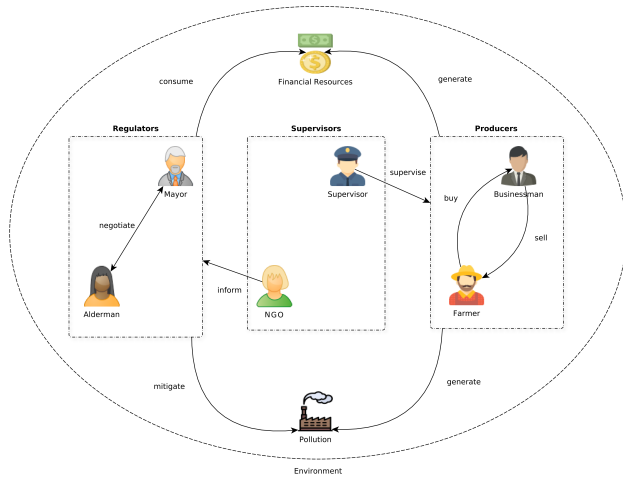 consume
generate
Financial Resources
Regulators
Supervisors
Producers
Mayor
Supervisor
supervise
Businessman
buy
negotiate
sell
inform
Alderman
NGO
Farmer
mitigate
generate
Pollution
Environment